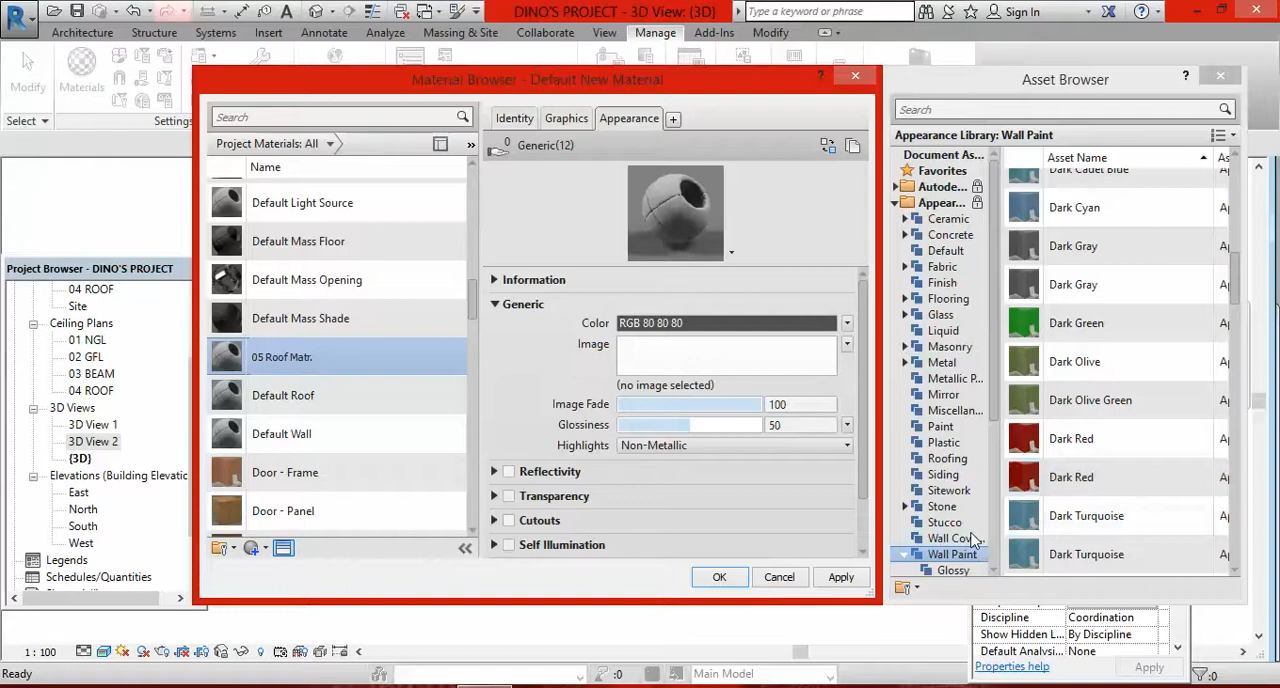 DINO'S PROJECT - 3D View: {3D}
Type a keyword or phrase
Sign In
Architecture Structure Systems Insert Annotate Analyze Massing & Site Collaborate View Manage Add-Ins Modify
Modify
Materials
Select
Settings
Material Browser - Default New Material
?
Search
Project Materials: All
»
Name
Default Light Source
Default Mass Floor
Default Mass Opening
Default Mass Shade
05 Roof Matr.
Default Roof
Default Wall
Door - Frame
Door - Panel
Identity Graphics Appearance +
0
Generic(12)
Information
Generic
Color RGB 80 80 80
Image
(no image selected)
Image Fade 100
Glossiness 50
Highlights Non-Metallic
Reflectivity
Transparency
Cutouts
Self Illumination
OK Cancel Apply
Asset Browser
?
Search
Appearance Library: Wall Paint
Document As...
Favorites
Autode...
Appear...
Ceramic
Concrete
Default
Fabric
Finish
Flooring
Glass
Liquid
Masonry
Metal
Metallic P...
Mirror
Miscellan...
Paint
Plastic
Roofing
Siding
Sitework
Stone
Stucco
Wall Cov...
Wall Paint
Glossy
Asset Name
As
Dark Cadet Blue
Dark Cyan
Dark Gray
Dark Gray
Dark Green
Dark Olive
Dark Olive Green
Dark Red
Dark Red
Dark Turquoise
Dark Turquoise
Project Browser - DINO'S PROJECT
04 ROOF
Site
Ceiling Plans
01 NGL
02 GFL
03 BEAM
04 ROOF
3D Views
3D View 1
3D View 2
{3D}
Elevations (Building Elevation
East
North
South
West
Legends
Schedules/Quantities
Discipline Coordination
Show Hidden L... By Discipline
Default Analysi... None
Properties help Apply
1 : 100
Ready
:0
Main Model
:0